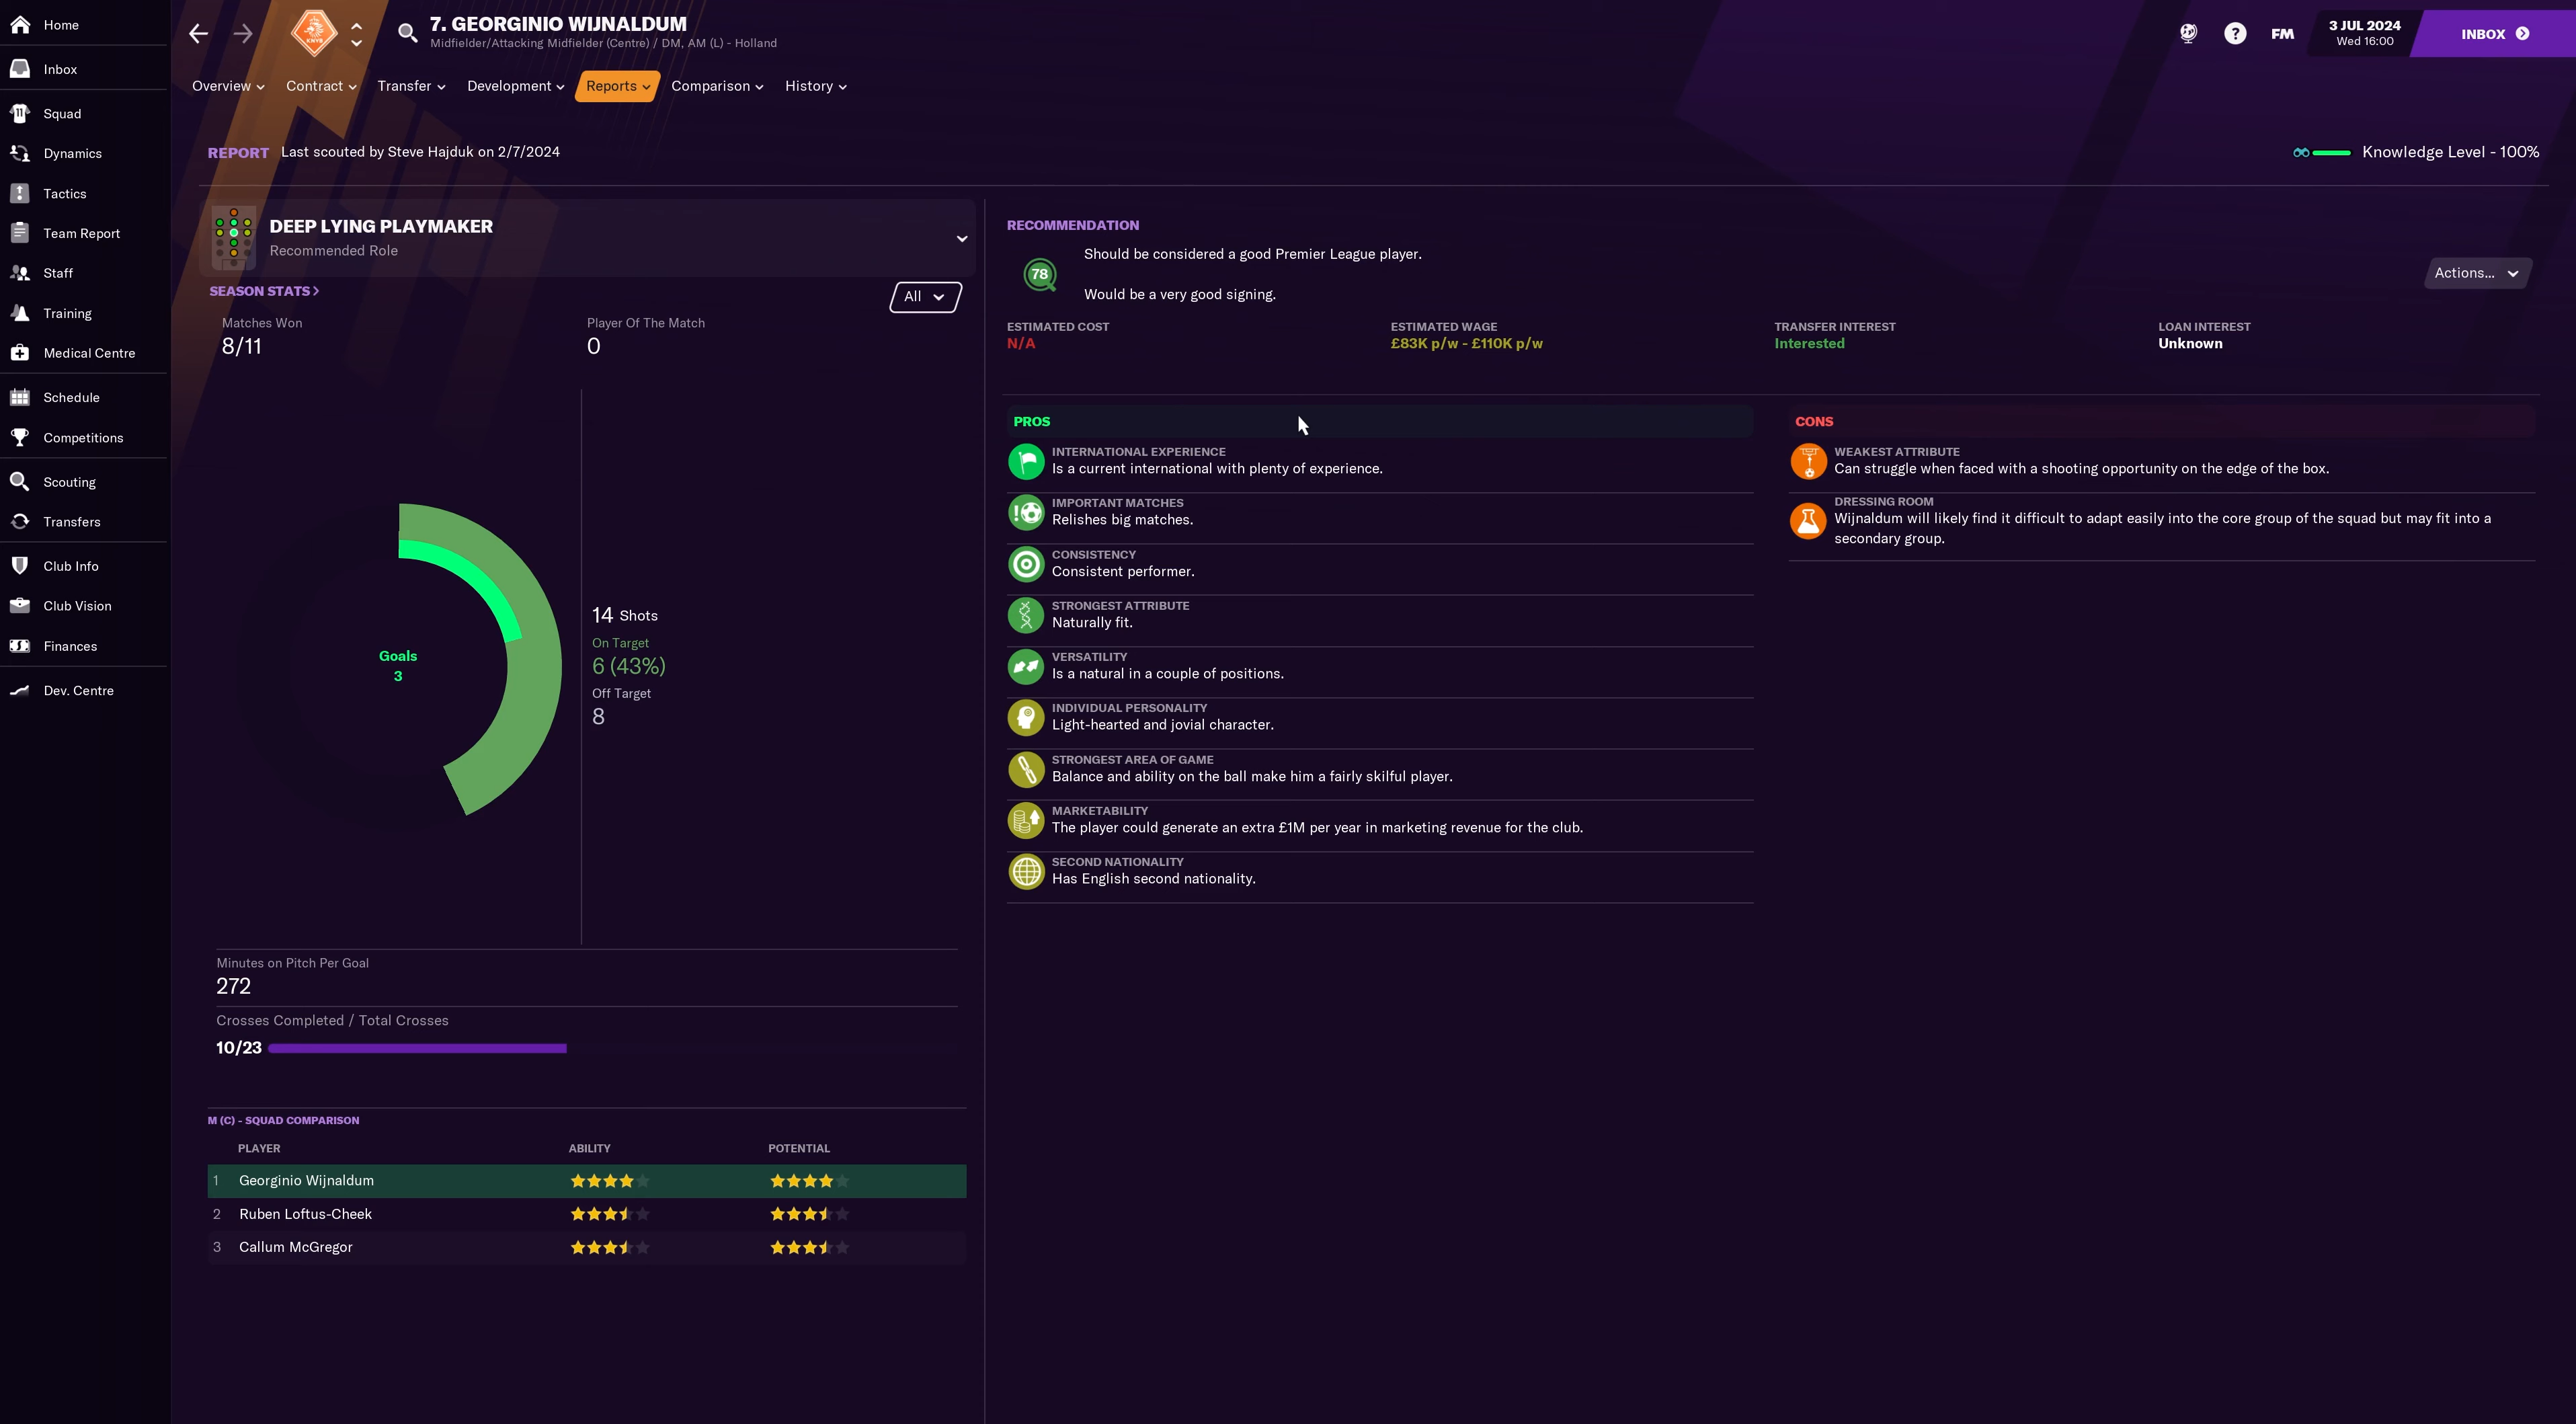 Home
Inbox
Squad
Dynamics
Tactics
Team Report
Staff
Training
Medical Centre
Schedule
Competitions
Scouting
Transfers
Club Info
Club Vision
Finances
Dev. Centre
7. GEORGINIO WIJNALDUM
Midfielder/Attacking Midfielder (Centre) / DM, AM (L) - Holland
FM
3 JUL 2024
Wed 16:00
INBOX
Overview
Contract
Transfer
Development
Reports
Comparison
History
REPORT Last scouted by Steve Hajduk on 2/7/2024
Knowledge Level - 100%
DEEP LYING PLAYMAKER
Recommended Role
SEASON STATS
All
Matches Won
8/11
Player Of The Match
0
Goals
3
14 Shots
On Target
6 (43%)
Off Target
8
Minutes on Pitch Per Goal
272
Crosses Completed / Total Crosses
10/23
M (C) - SQUAD COMPARISON
PLAYER ABILITY POTENTIAL
1 Georginio Wijnaldum
2 Ruben Loftus-Cheek
3 Callum McGregor
RECOMMENDATION
78
Should be considered a good Premier League player.
Would be a very good signing.
Actions...
ESTIMATED COST
N/A
ESTIMATED WAGE
£83K p/w - £110K p/w
TRANSFER INTEREST
Interested
LOAN INTEREST
Unknown
PROS
INTERNATIONAL EXPERIENCE
Is a current international with plenty of experience.
IMPORTANT MATCHES
Relishes big matches.
CONSISTENCY
Consistent performer.
STRONGEST ATTRIBUTE
Naturally fit.
VERSATILITY
Is a natural in a couple of positions.
INDIVIDUAL PERSONALITY
Light-hearted and jovial character.
STRONGEST AREA OF GAME
Balance and ability on the ball make him a fairly skilful player.
MARKETABILITY
The player could generate an extra £1M per year in marketing revenue for the club.
SECOND NATIONALITY
Has English second nationality.
CONS
WEAKEST ATTRIBUTE
Can struggle when faced with a shooting opportunity on the edge of the box.
DRESSING ROOM
Wijnaldum will likely find it difficult to adapt easily into the core group of the squad but may fit into a
secondary group.